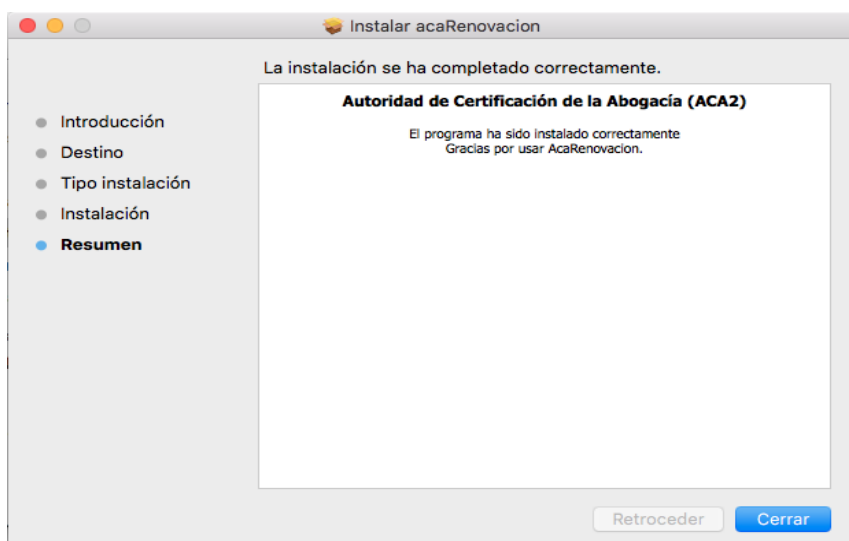 Instalar acaRenovacion
La instalación se ha completado correctamente.
Introducción
Destino
Tipo instalación
Instalación
Resumen
Autoridad de Certificación de la Abogacía (ACA2)
El programa ha sido instalado correctamente
Gracias por usar AcaRenovacion.
Retroceder
Cerrar